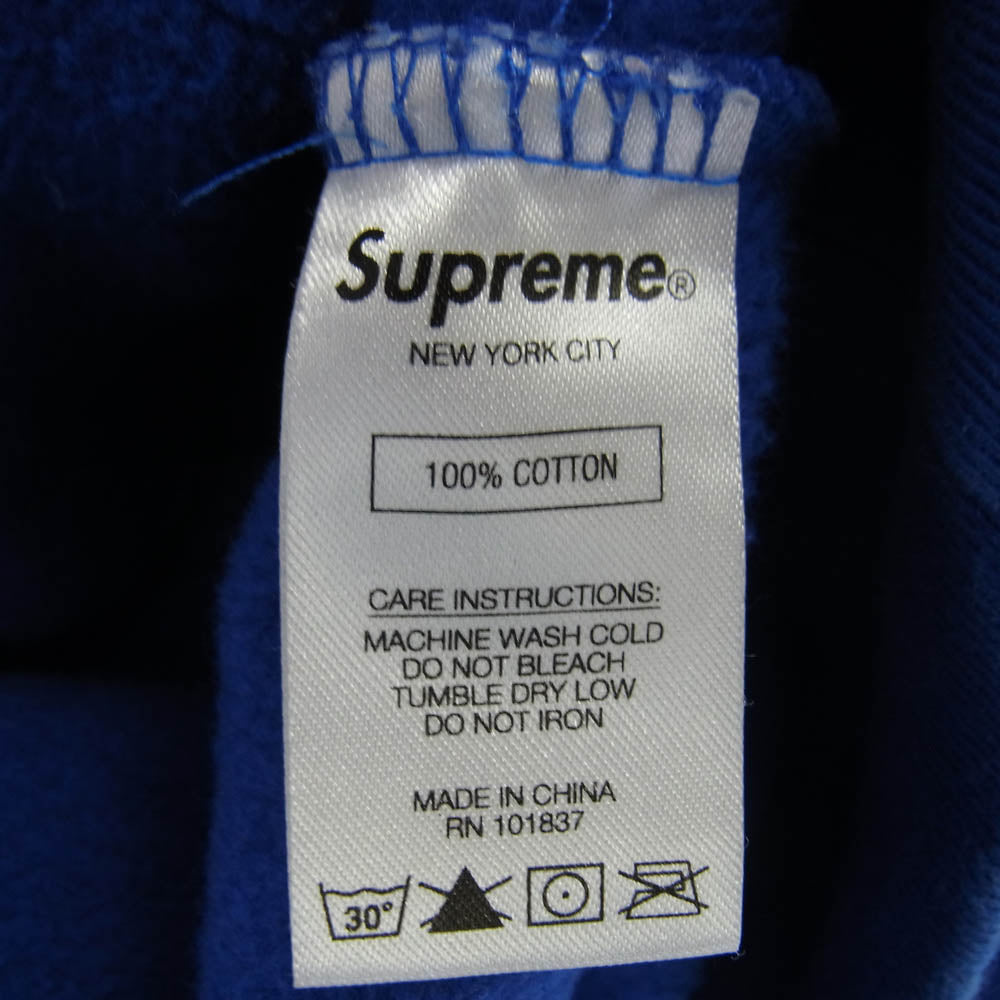 Supreme®
NEW YORK CITY
100% COTTON
CARE INSTRUCTIONS:
MACHINE WASH COLD
DO NOT BLEACH
TUMBLE DRY LOW
DO NOT IRON
MADE IN CHINA
RN 101837
30°